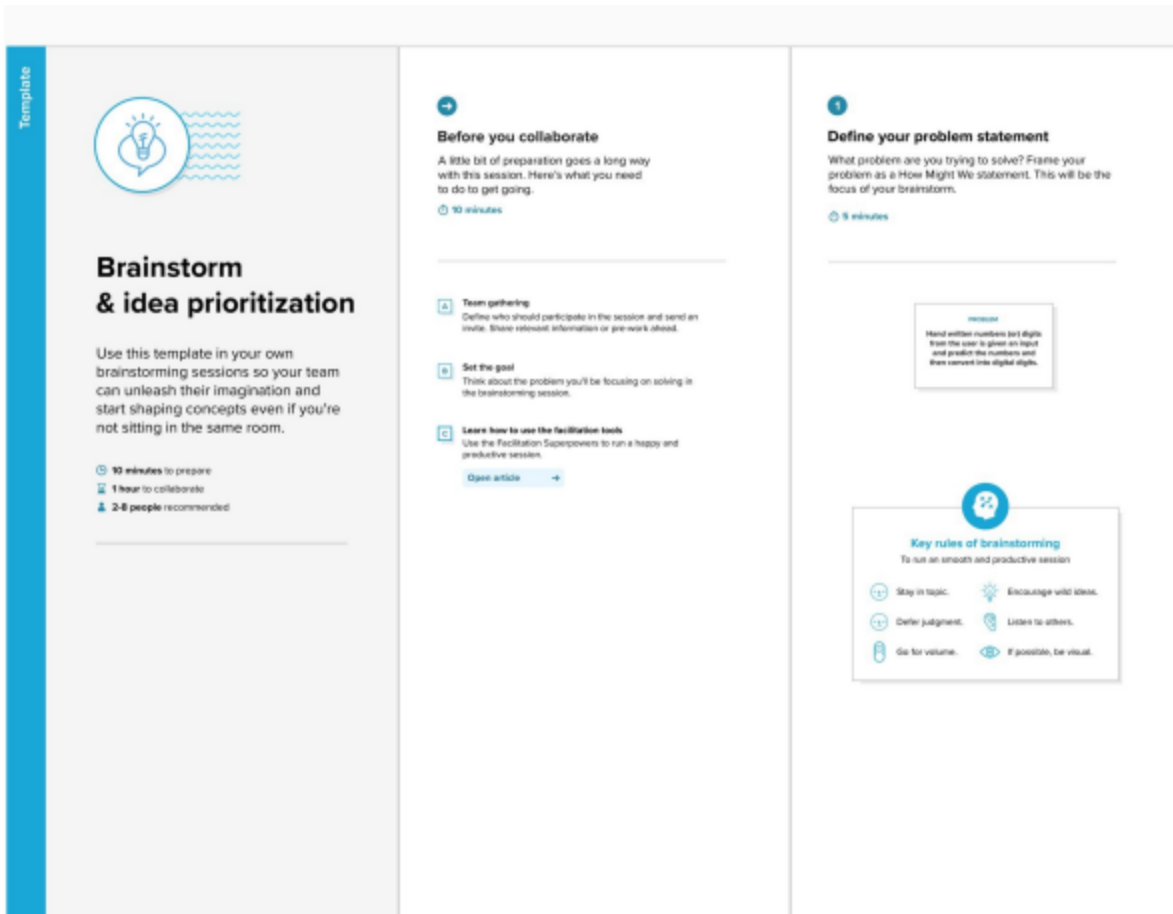 Template
Brainstorm
& idea prioritization
Use this template in your own
brainstorming sessions so your team
can unleash their imagination and
start shaping concepts even if you're
not sitting in the same room.
10 minutes to prepare
1 hour to collaborate
2-8 people recommended
Before you collaborate
A little bit of preparation goes a long way
with this session. Here's what you need
to do to get going.
10 minutes
A
Team gathering
Define who should participate in the session and send an
invite. Share relevant information or pre-work ahead.
B
Set the goal
Think about the problem you'll be focusing on solving in
the brainstorming session.
C
Learn how to use the facilitation tools
Use the Facilitation Superpowers to run a happy and
productive session.
Open article
1
Define your problem statement
What problem are you trying to solve? Frame your
problem as a How Might We statement. This will be the
focus of your brainstorm.
5 minutes
PROBLEM
Hand written numbers (or) digits
from the user is given an input
and predict the numbers and
then convert into digital digits.
Key rules of brainstorming
To run an smooth and productive session
Stay in topic.
Encourage wild ideas.
Defer judgment.
Listen to others.
Go for volume.
If possible, be visual.